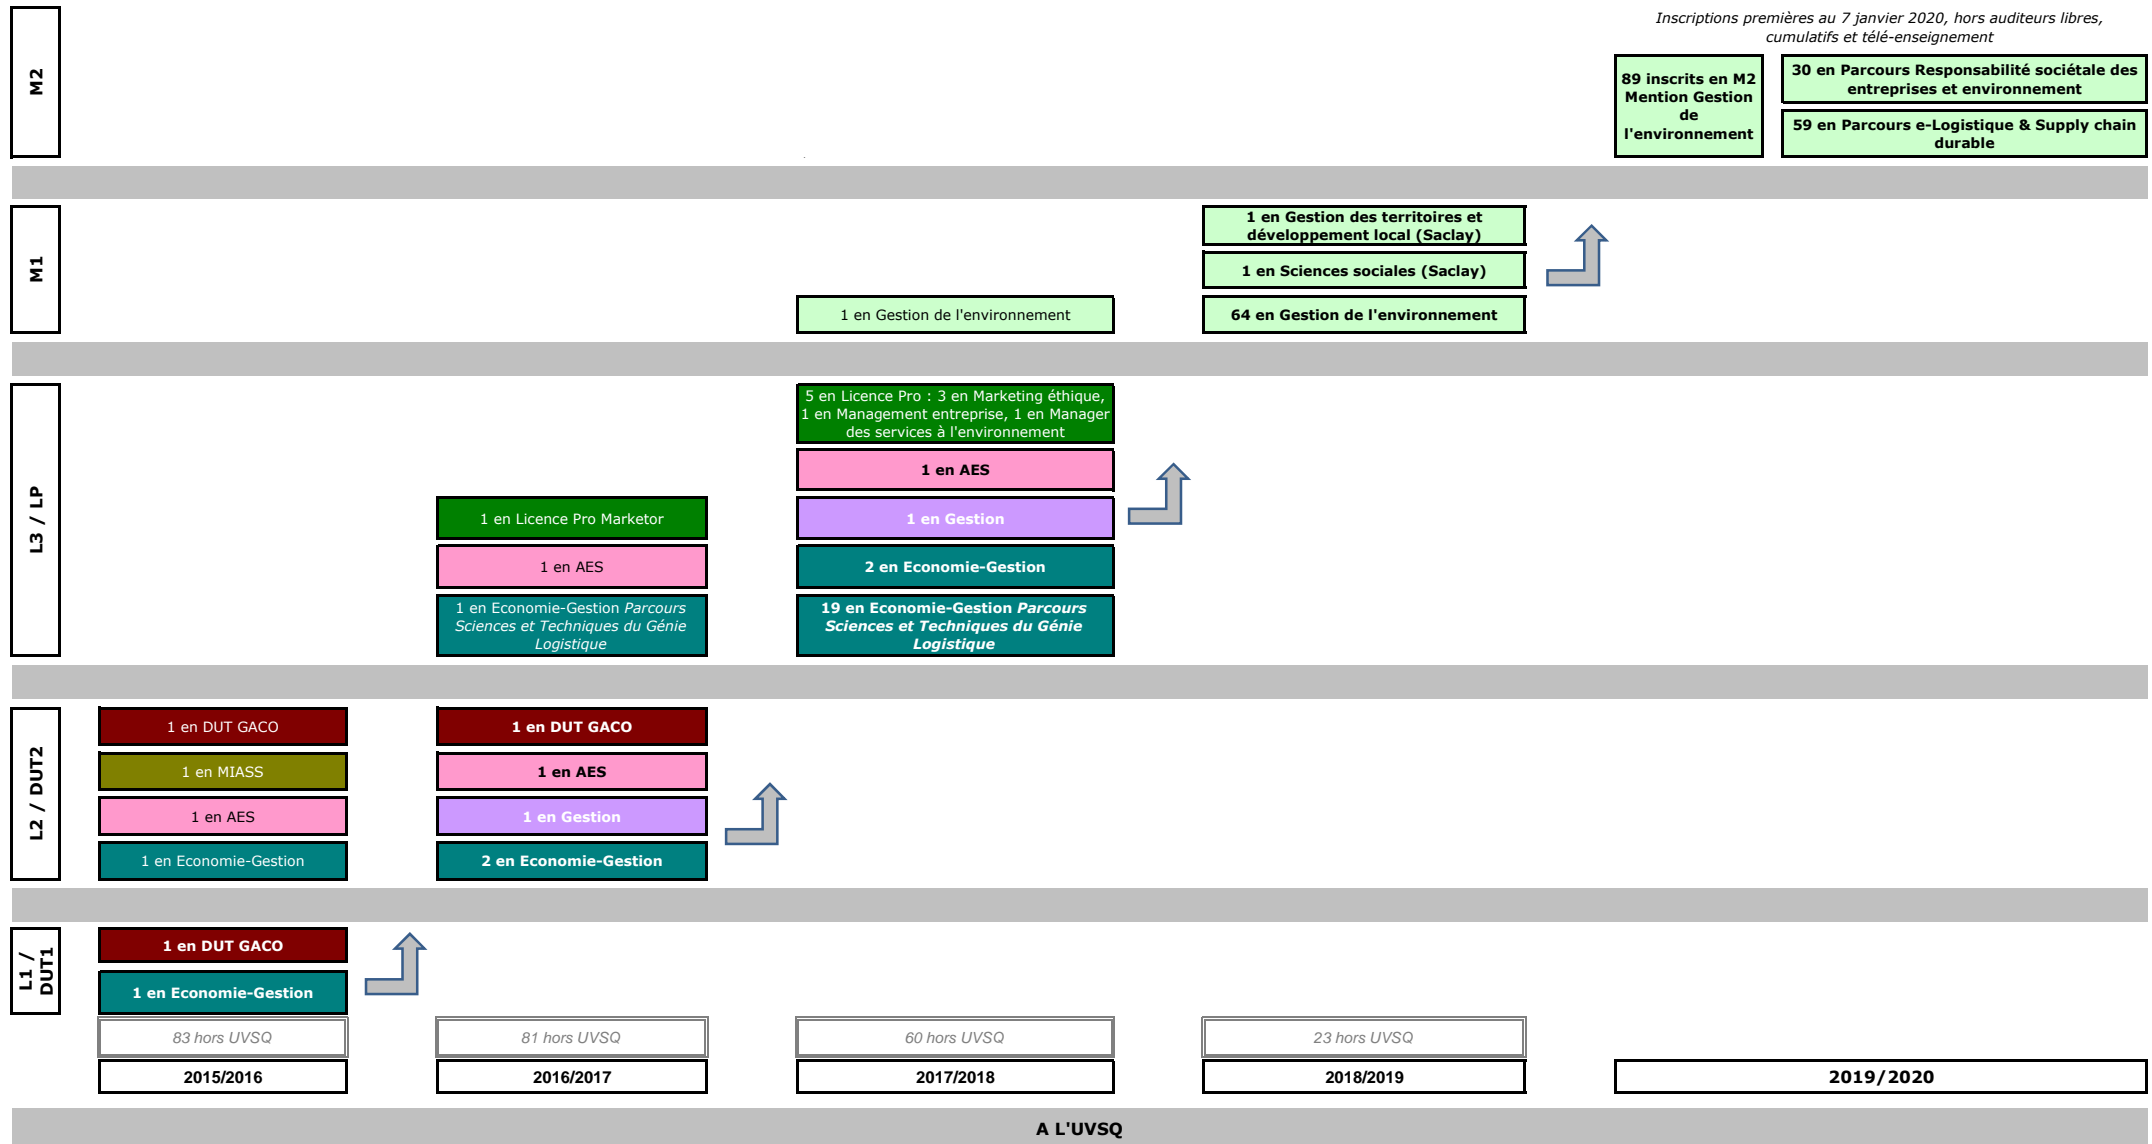 Inscriptions premières au 7 janvier 2020, hors auditeurs libres,
cumulatifs et télé-enseignement
M2
89 inscrits en M2
Mention Gestion
de
l'environnement
30 en Parcours Responsabilité sociétale des
entreprises et environnement
59 en Parcours e-Logistique & Supply chain
durable
M1
1 en Gestion des territoires et
développement local (Saclay)
1 en Sciences sociales (Saclay)
1 en Gestion de l'environnement
64 en Gestion de l'environnement
L3 / LP
5 en Licence Pro : 3 en Marketing éthique,
1 en Management entreprise, 1 en Manager
des services à l'environnement
1 en AES
1 en Licence Pro Marketor
1 en Gestion
1 en AES
2 en Economie-Gestion
1 en Economie-Gestion Parcours
Sciences et Techniques du Génie
Logistique
19 en Economie-Gestion Parcours
Sciences et Techniques du Génie
Logistique
L2 / DUT2
1 en DUT GACO
1 en DUT GACO
1 en MIASS
1 en AES
1 en AES
1 en Gestion
1 en Economie-Gestion
2 en Economie-Gestion
L1 /
DUT1
1 en DUT GACO
1 en Economie-Gestion
83 hors UVSQ
81 hors UVSQ
60 hors UVSQ
23 hors UVSQ
2015/2016
2016/2017
2017/2018
2018/2019
2019/2020
A L'UVSQ